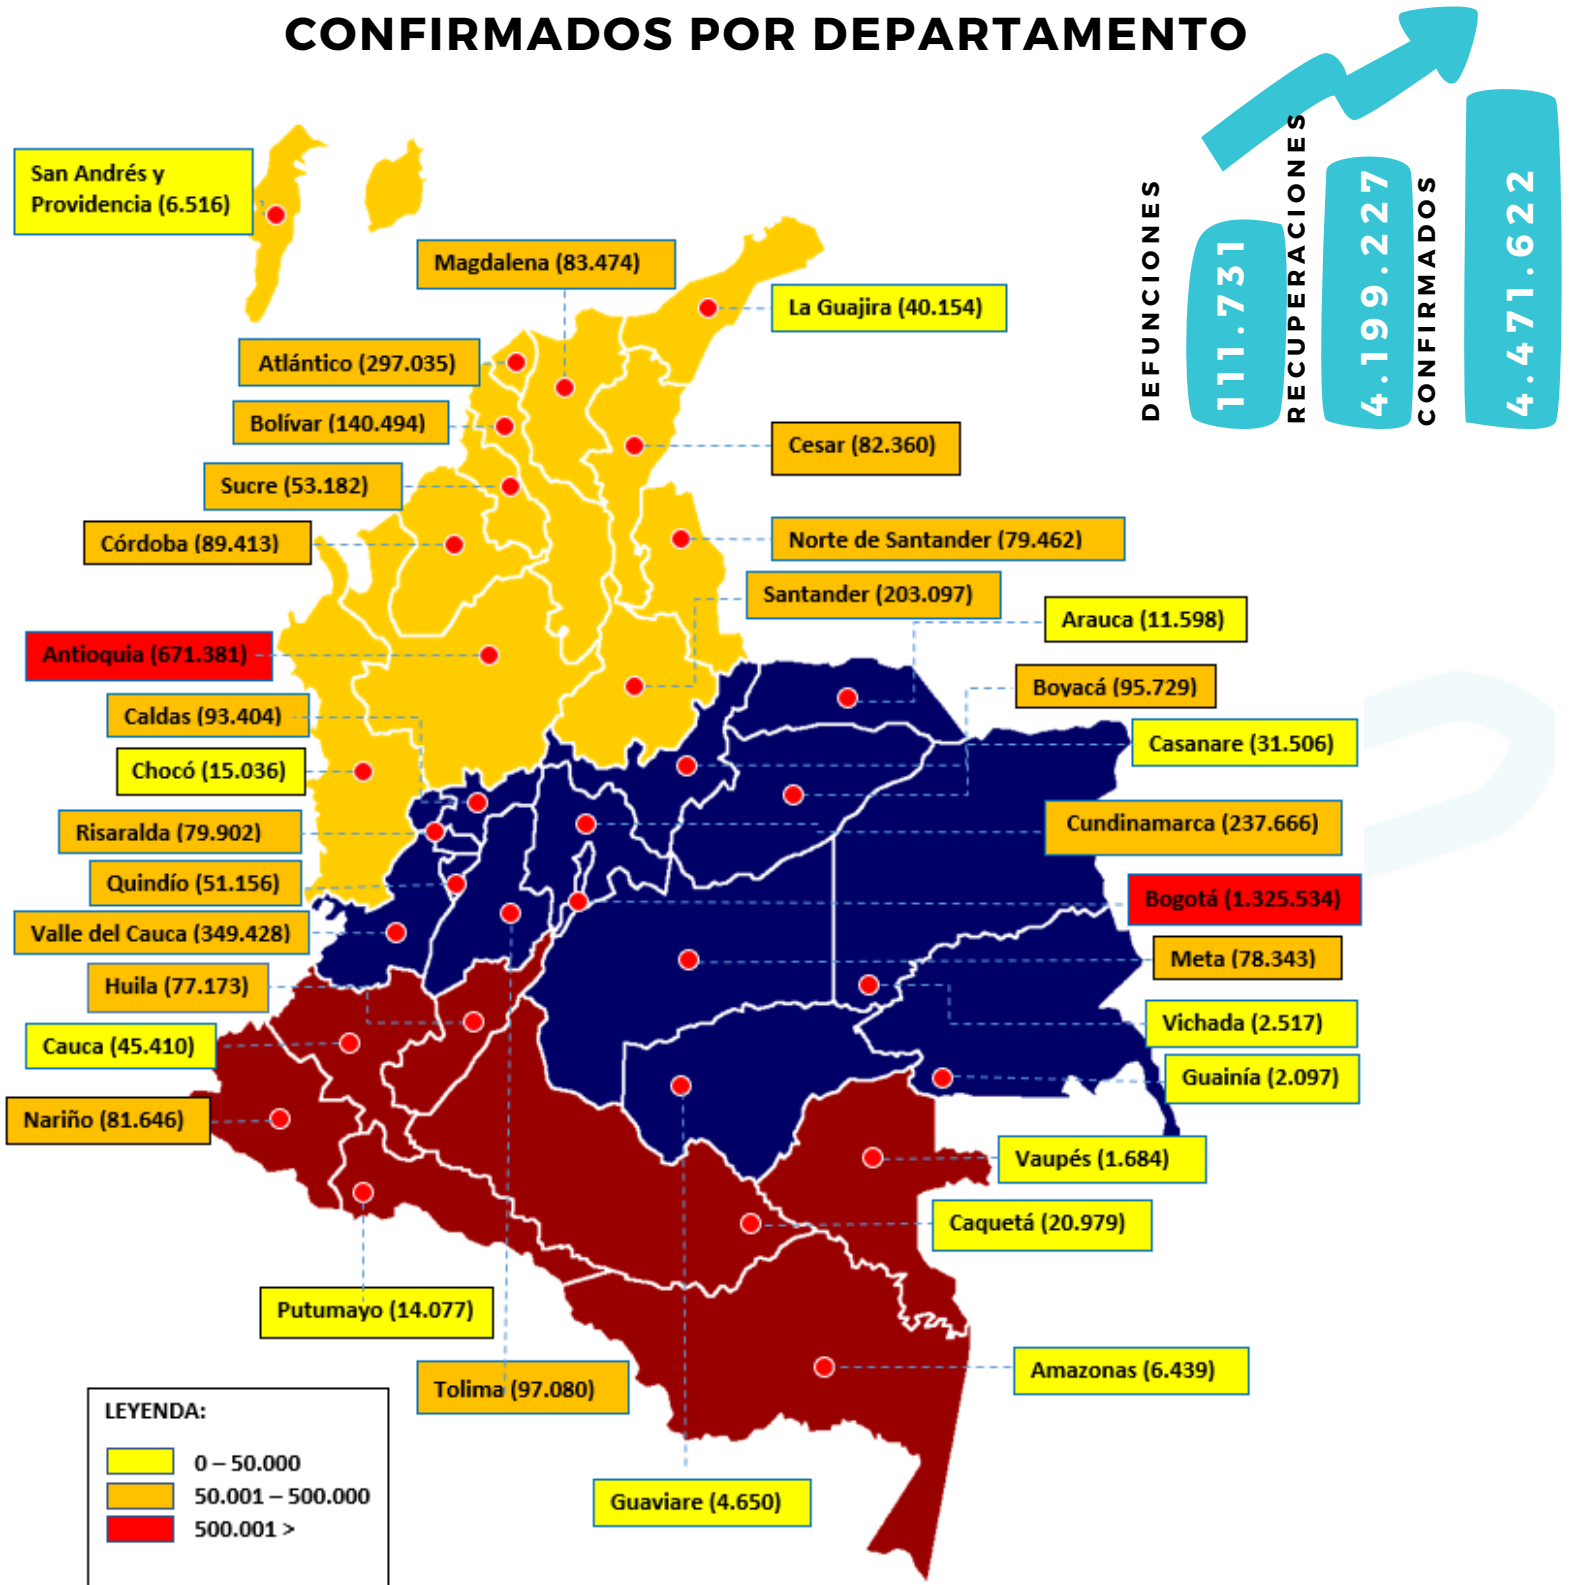 CONFIRMADOS POR DEPARTAMENTO
DEFUNCIONES
111.731
RECUPERACIONES
4.199.227
CONFIRMADOS
4.471.622
San Andrés y
Providencia (6.516)
Magdalena (83.474)
La Guajira (40.154)
Atlántico (297.035)
Bolívar (140.494)
Cesar (82.360)
Sucre (53.182)
Córdoba (89.413)
Norte de Santander (79.462)
Santander (203.097)
Arauca (11.598)
Antioquia (671.381)
Boyacá (95.729)
Caldas (93.404)
Casanare (31.506)
Chocó (15.036)
Risaralda (79.902)
Cundinamarca (237.666)
Quindío (51.156)
Bogotá (1.325.534)
Valle del Cauca (349.428)
Meta (78.343)
Huila (77.173)
Vichada (2.517)
Cauca (45.410)
Guainía (2.097)
Nariño (81.646)
Vaupés (1.684)
Caquetá (20.979)
Putumayo (14.077)
Amazonas (6.439)
Tolima (97.080)
Guaviare (4.650)
LEYENDA:
0 – 50.000
50.001 – 500.000
500.001 >